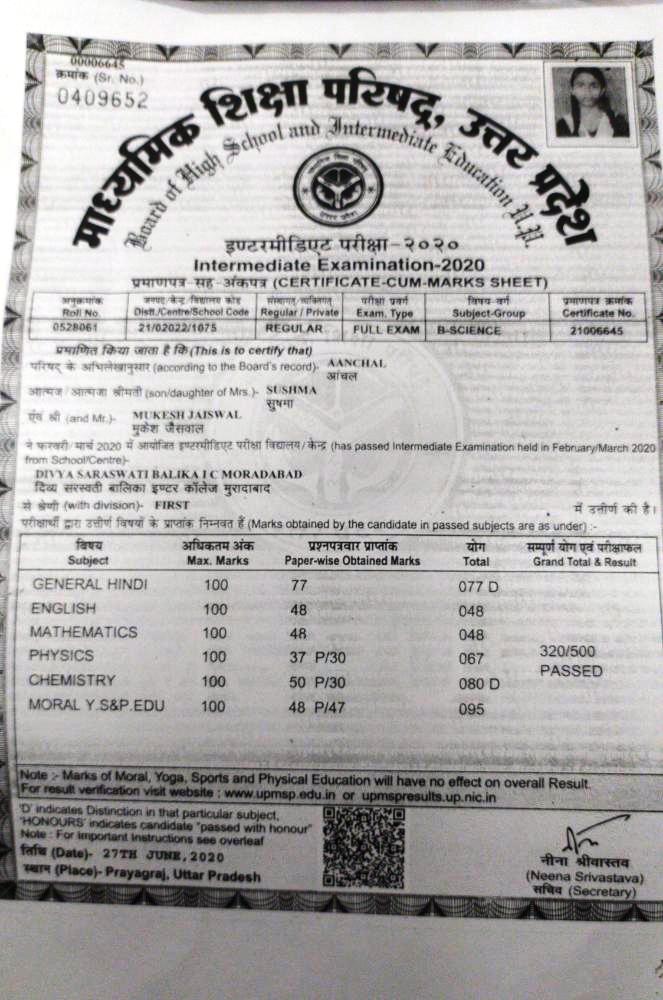 00006645
क्रमांक (Sr. No.)
0409652
माध्यमिक शिक्षा परिषद्, उत्तर प्रदेश
Board of High School and Intermediate Education U.P.
इण्टरमीडिएट परीक्षा-२०२०
Intermediate Examination-2020
प्रमाणपत्र-सह-अंकपत्र (CERTIFICATE-CUM-MARKS SHEET)
अनुक्रमांक जनपद/केन्द्र/विद्यालय कोड संस्थागत/व्यक्तिगत परीक्षा प्रवर्ग विषय-वर्ग प्रमाणपत्र क्रमांक
Roll No. Distt./Centre/School Code Regular / Private Exam. Type Subject-Group Certificate No.
0528061 21/02022/1075 REGULAR FULL EXAM B-SCIENCE 21006645
प्रमाणित किया जाता है कि (This is to certify that)
परिषद् के अभिलेखानुसार (according to the Board's record)- AANCHAL
आंचल
आत्मज / आत्मजा श्रीमती (son/daughter of Mrs.)- SUSHMA
सुषमा
एवं श्री (and Mr.)- MUKESH JAISWAL
मुकेश जैसवाल
ने फरवरी/मार्च 2020 में आयोजित इण्टरमीडिएट परीक्षा विद्यालय/केन्द्र (has passed Intermediate Examination held in February/March 2020
from School/Centre)-
DIVYA SARASWATI BALIKA I C MORADABAD
दिव्य सरस्वती बालिका इण्टर कॉलेज मुरादाबाद
से श्रेणी (with division)- FIRST में उत्तीर्ण की है।
परीक्षार्थी द्वारा उत्तीर्ण विषयों के प्राप्तांक निम्नवत हैं (Marks obtained by the candidate in passed subjects are as under) :-
विषय अधिकतम अंक प्रश्नपत्रवार प्राप्तांक योग सम्पूर्ण योग एवं परीक्षाफल
Subject Max. Marks Paper-wise Obtained Marks Total Grand Total & Result
GENERAL HINDI 100 77 077 D
ENGLISH 100 48 048
MATHEMATICS 100 48 048
PHYSICS 100 37 P/30 067 320/500
PASSED
CHEMISTRY 100 50 P/30 080 D
MORAL Y.S&P.EDU 100 48 P/47 095
Note :- Marks of Moral, Yoga, Sports and Physical Education will have no effect on overall Result.
For result verification visit website : www.upmsp.edu.in or upmspresults.up.nic.in
'D' indicates Distinction in that particular subject,
'HONOURS' indicates candidate "passed with honour"
Note : For important Instructions see overleaf
तिथि (Date)- 27TH JUNE, 2020
स्थान (Place)- Prayagraj, Uttar Pradesh
नीना श्रीवास्तव
(Neena Srivastava)
सचिव (Secretary)